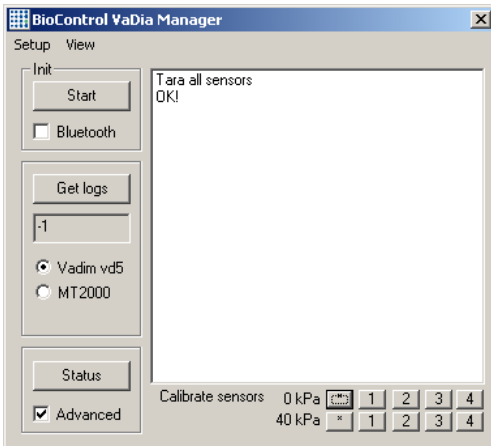 BioControl VaDia Manager
Setup View
Init
Start
Bluetooth
Get logs
-1
Vadim vd5
MT2000
Status
Advanced
Tara all sensors
OK!
Calibrate sensors 0 kPa * 1 2 3 4
40 kPa * 1 2 3 4